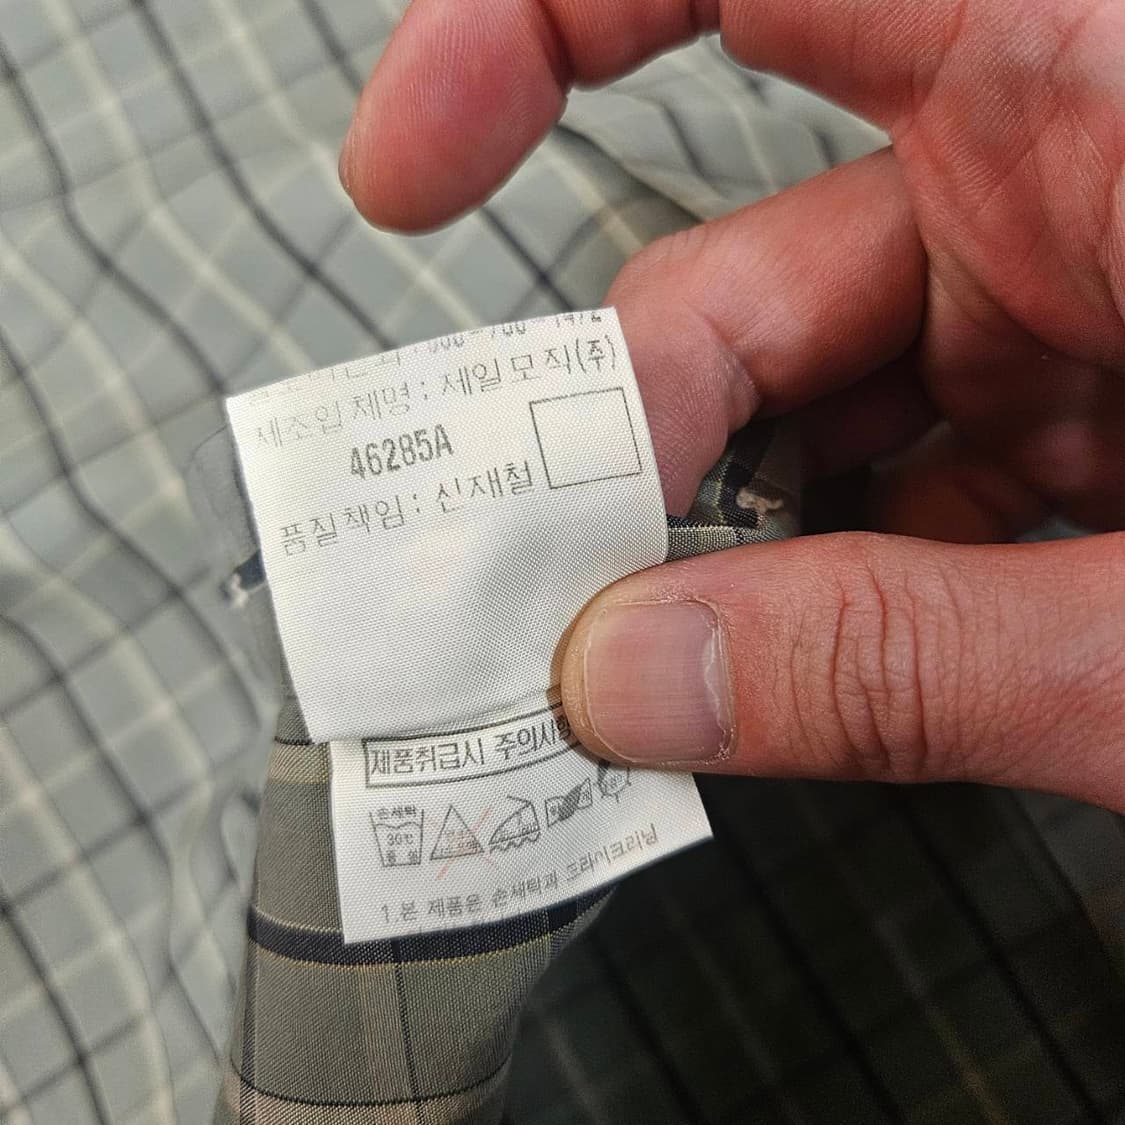 제조업체명 : 제일모직(주)
46285A
품질책임 : 신재철
제품취급시 주의사항
손세탁
30℃
중성
1 본 제품은 손세탁과 드라이크리닝